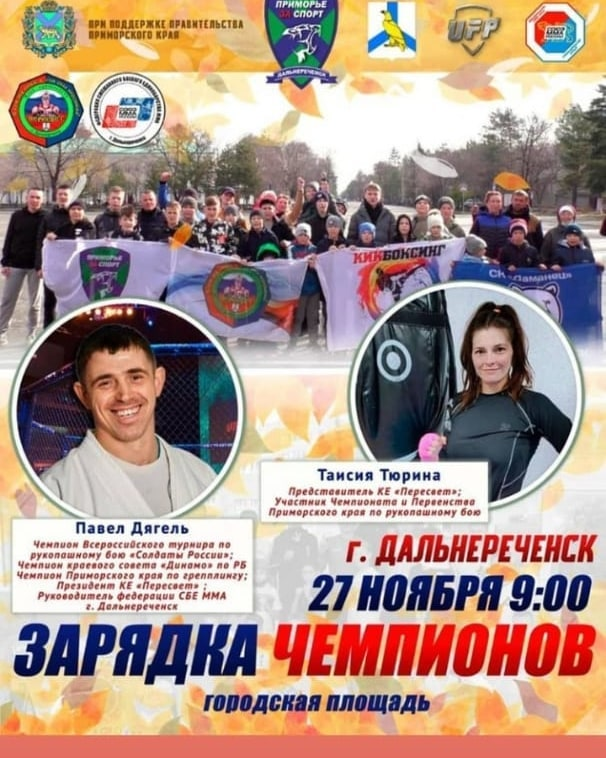 ПРИ ПОДДЕРЖКЕ ПРАВИТЕЛЬСТВА
ПРИМОРСКОГО КРАЯ
ПРИМОРЬЕ
ЗА СПОРТ
ДАЛЬНЕРЕЧЕНСК
UFP
ПРИМОРЬЕ
ЗА СПОРТ
КИКБОКСИНГ
СК «Даманец»
Таисия Тюрина
Представитель КЕ «Пересвет»;
Участник Чемпионата и Первенства
Приморского края по рукопашному бою
Павел Дягель
Чемпион Всероссийского турнира по
рукопашному бою «Солдаты России»;
Чемпион краевого совета «Динамо» по РБ
Чемпион Приморского края по грепплингу;
Президент КЕ «Пересвет» ;
Руководитель федерации СБЕ ММА
г. Дальнереченск
г. ДАЛЬНЕРЕЧЕНСК
27 НОЯБРЯ 9:00
ЗАРЯДКА ЧЕМПИОНОВ
городская площадь